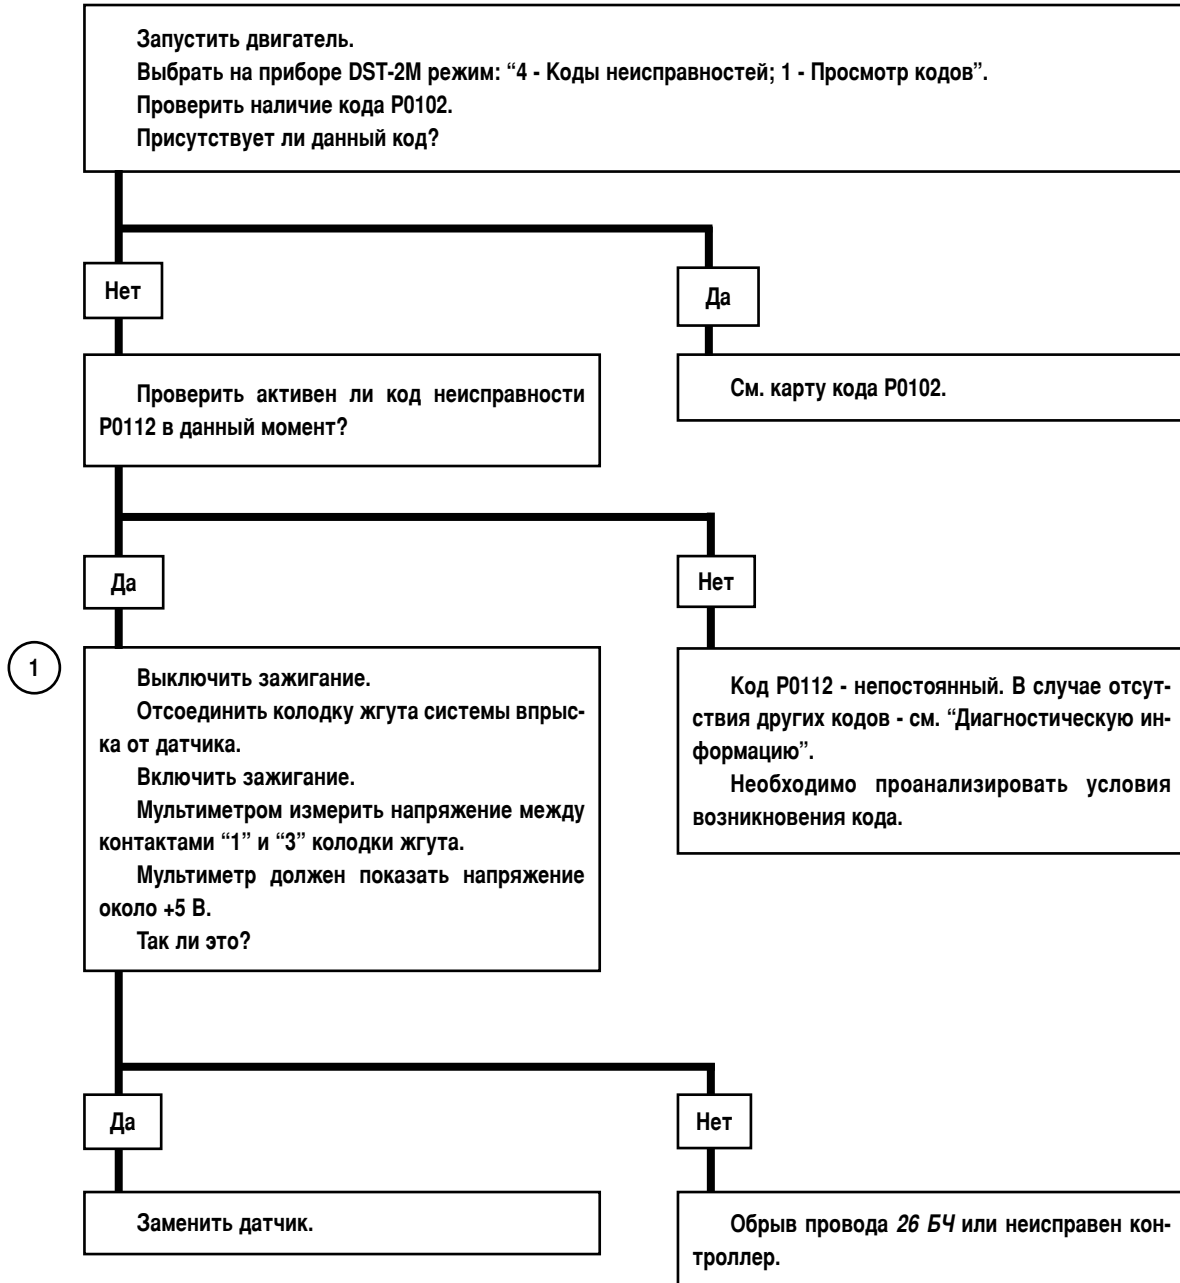 Запустить двигатель.
Выбрать на приборе DST-2M режим: “4 - Коды неисправностей; 1 - Просмотр кодов”.
Проверить наличие кода Р0102.
Присутствует ли данный код?
Нет
Да
Проверить активен ли код неисправности
Р0112 в данный момент?
См. карту кода Р0102.
Да
Нет
1
Выключить зажигание.
Отсоединить колодку жгута системы впрыс-
ка от датчика.
Включить зажигание.
Мультиметром измерить напряжение между
контактами “1” и “3” колодки жгута.
Мультиметр должен показать напряжение
около +5 В.
Так ли это?
Код Р0112 - непостоянный. В случае отсут-
ствия других кодов - см. “Диагностическую ин-
формацию”.
Необходимо проанализировать условия
возникновения кода.
Да
Нет
Заменить датчик.
Обрыв провода 26 БЧ или неисправен кон-
троллер.